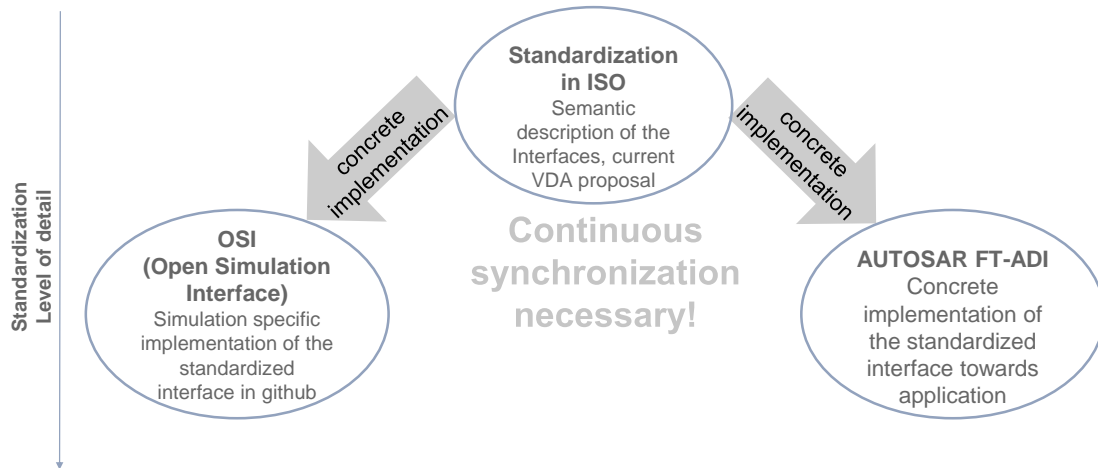 Standardization
in ISO
Semantic
description of the
Interfaces, current
VDA proposal
concrete
implementation
concrete
implementation
Continuous
synchronization
necessary!
Standardization
Level of detail
OSI
(Open Simulation
Interface)
Simulation specific
implementation of the
standardized
interface in github
AUTOSAR FT-ADI
Concrete
implementation of
the standardized
interface towards
application